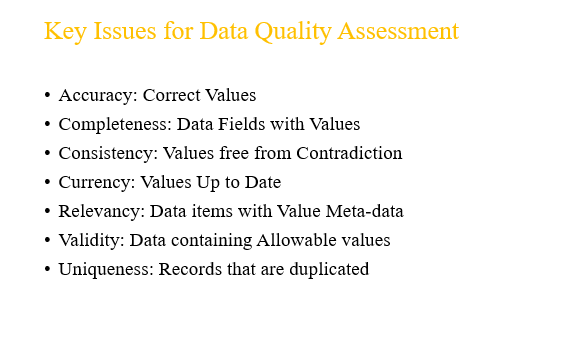 Key Issues for Data Quality Assessment
• Accuracy: Correct Values
• Completeness: Data Fields with Values
• Consistency: Values free from Contradiction
• Currency: Values Up to Date
• Relevancy: Data items with Value Meta-data
• Validity: Data containing Allowable values
• Uniqueness: Records that are duplicated